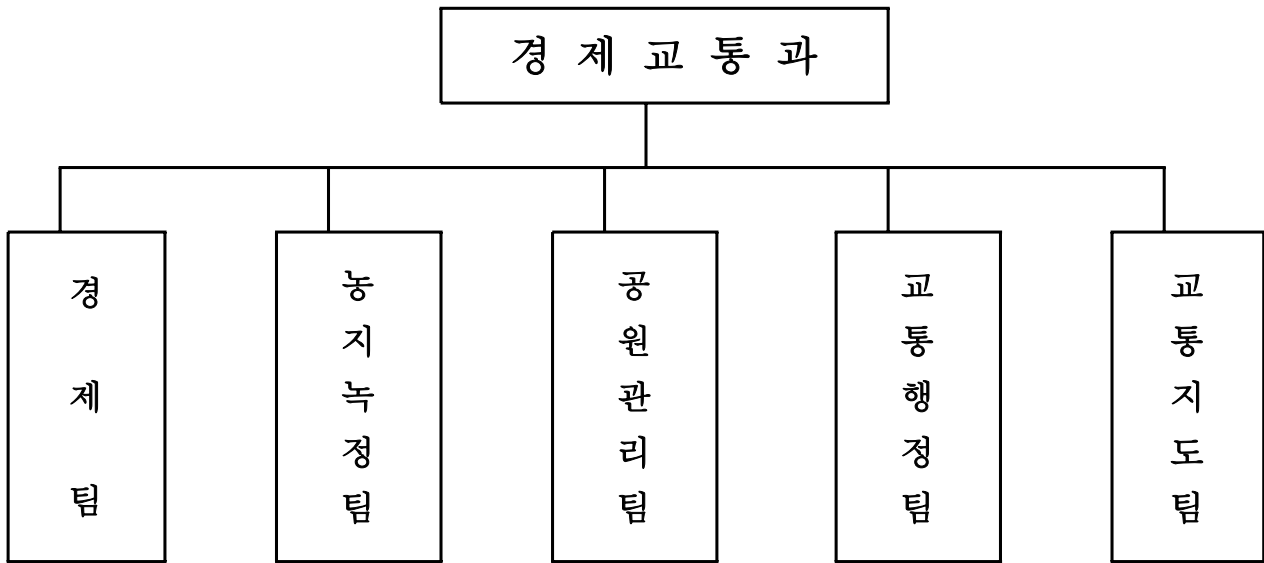 경 제 교 통 과
경 제 팀
농지녹정팀
공원관리팀
교통행정팀
교통지도팀